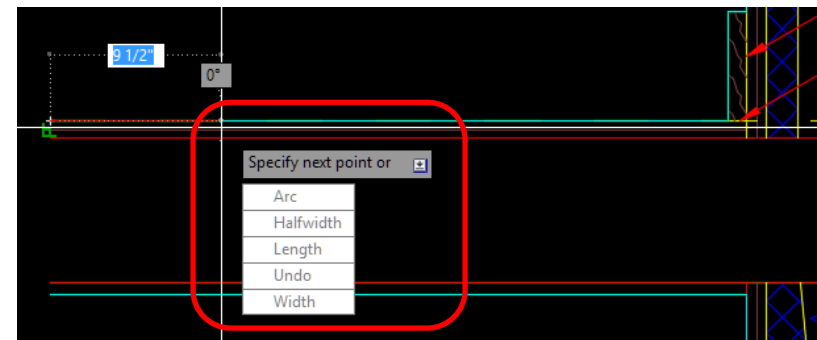 9 1/2"
0°
Specify next point or
Arc
Halfwidth
Length
Undo
Width